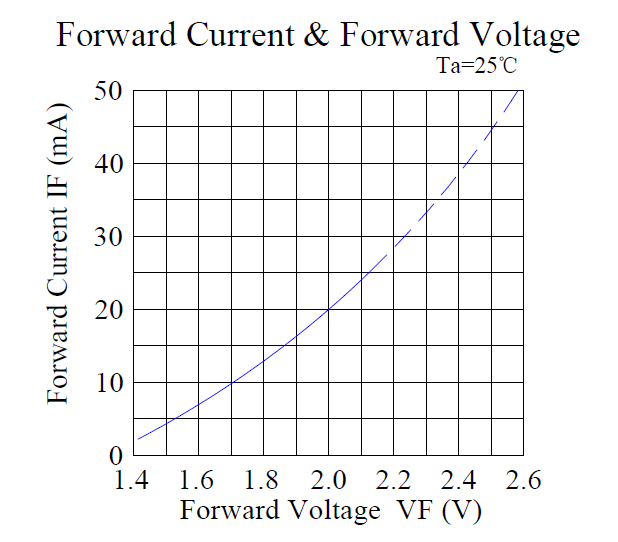 Forward Current & Forward Voltage
Ta=25℃
50
40
30
20
10
0
Forward Current IF (mA)
1.4 1.6 1.8 2.0 2.2 2.4 2.6
Forward Voltage VF (V)